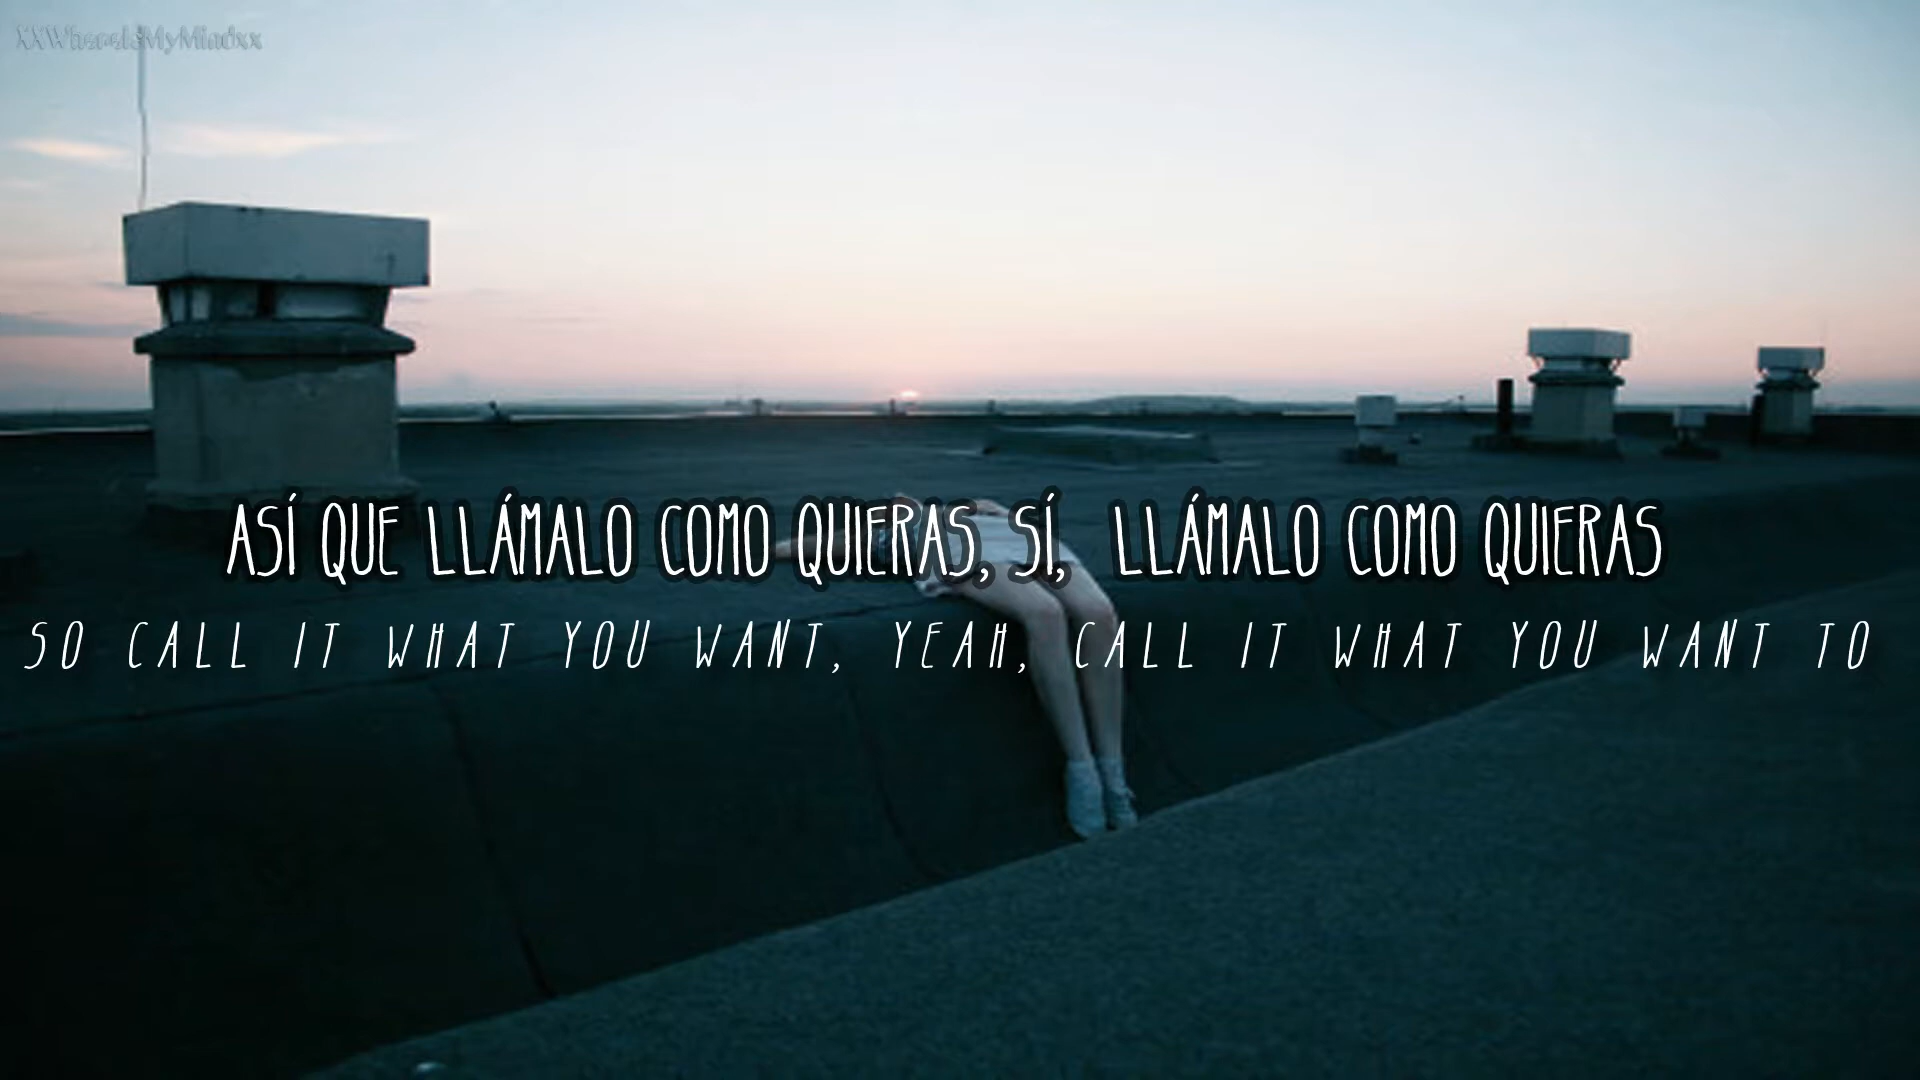 XXWhereIsMyMindxx
ASÍ QUE LLÁMALO COMO QUIERAS, SÍ, LLÁMALO COMO QUIERAS
SO CALL IT WHAT YOU WANT, YEAH, CALL IT WHAT YOU WANT TO